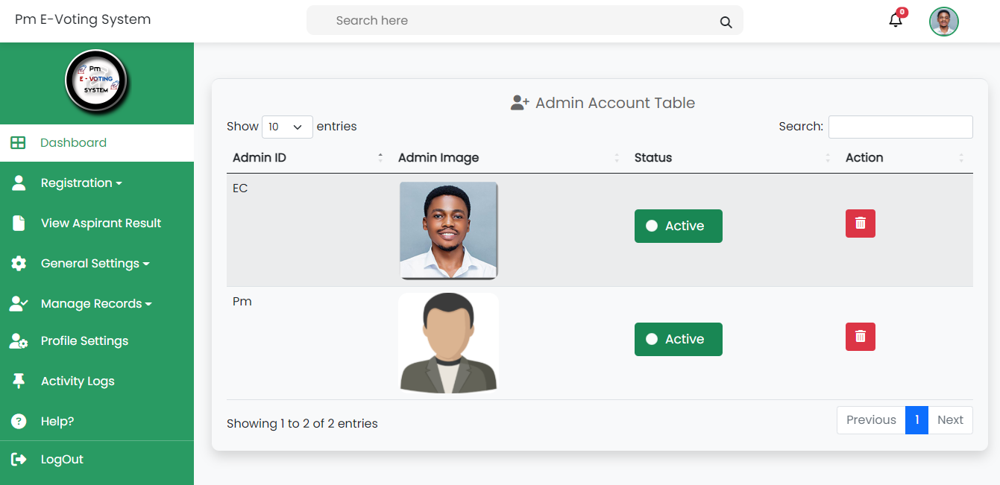 Pm E-Voting System
Search here
0
Pm
E - VOTING
SYSTEM
Dashboard
Registration
View Aspirant Result
General Settings
Manage Records
Profile Settings
Activity Logs
? Help?
LogOut
Admin Account Table
Show 10 entries
Search:
Admin ID Admin Image Status Action
EC Active
Pm Active
Showing 1 to 2 of 2 entries
Previous 1 Next